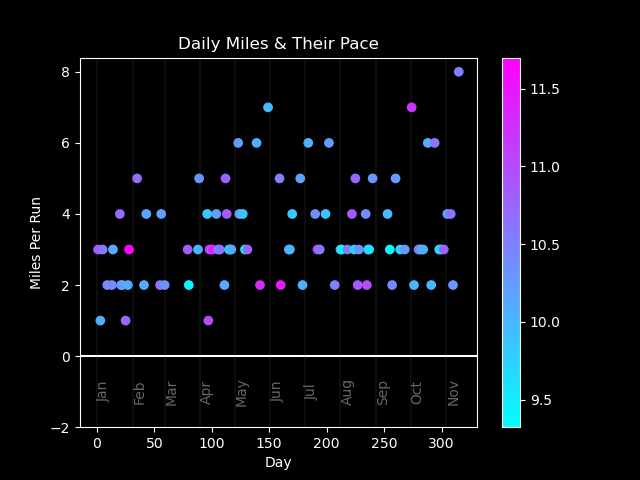 Daily Miles & Their Pace
Miles Per Run
8
6
4
2
0
−2
Jan
Feb
Mar
Apr
May
Jun
Jul
Aug
Sep
Oct
Nov
0
50
100
150
200
250
300
Day
11.5
11.0
10.5
10.0
9.5